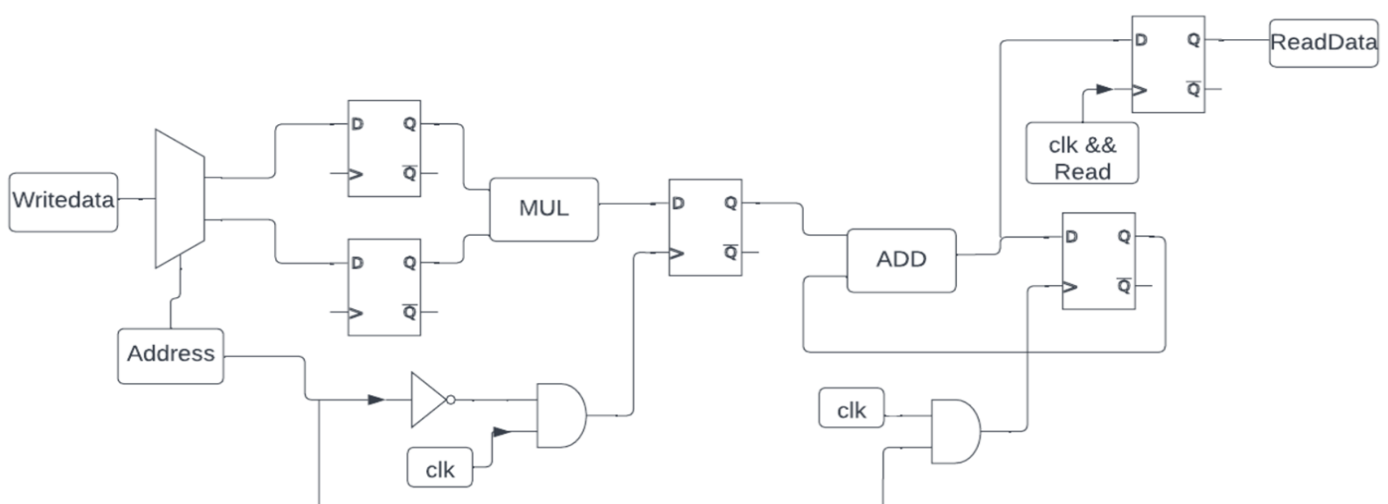 D Q
ReadData
Q̅
clk &&
Read
D Q
Q̅
Writedata
MUL
D Q
Q̅
D Q
Q̅
ADD
D Q
Q̅
Address
clk
clk